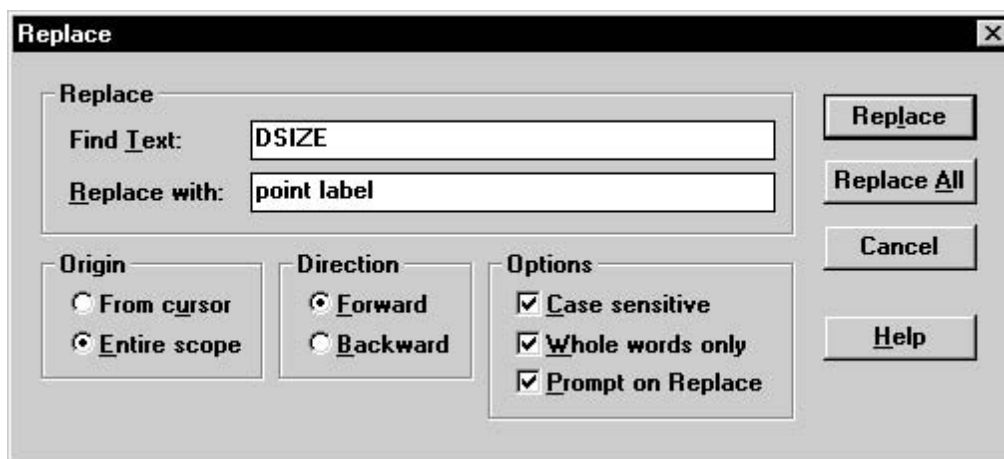 Replace
Replace
Find Text: DSIZE
Replace with: point label
Replace
Replace All
Cancel
Help
Origin
From cursor
Entire scope
Direction
Forward
Backward
Options
Case sensitive
Whole words only
Prompt on Replace